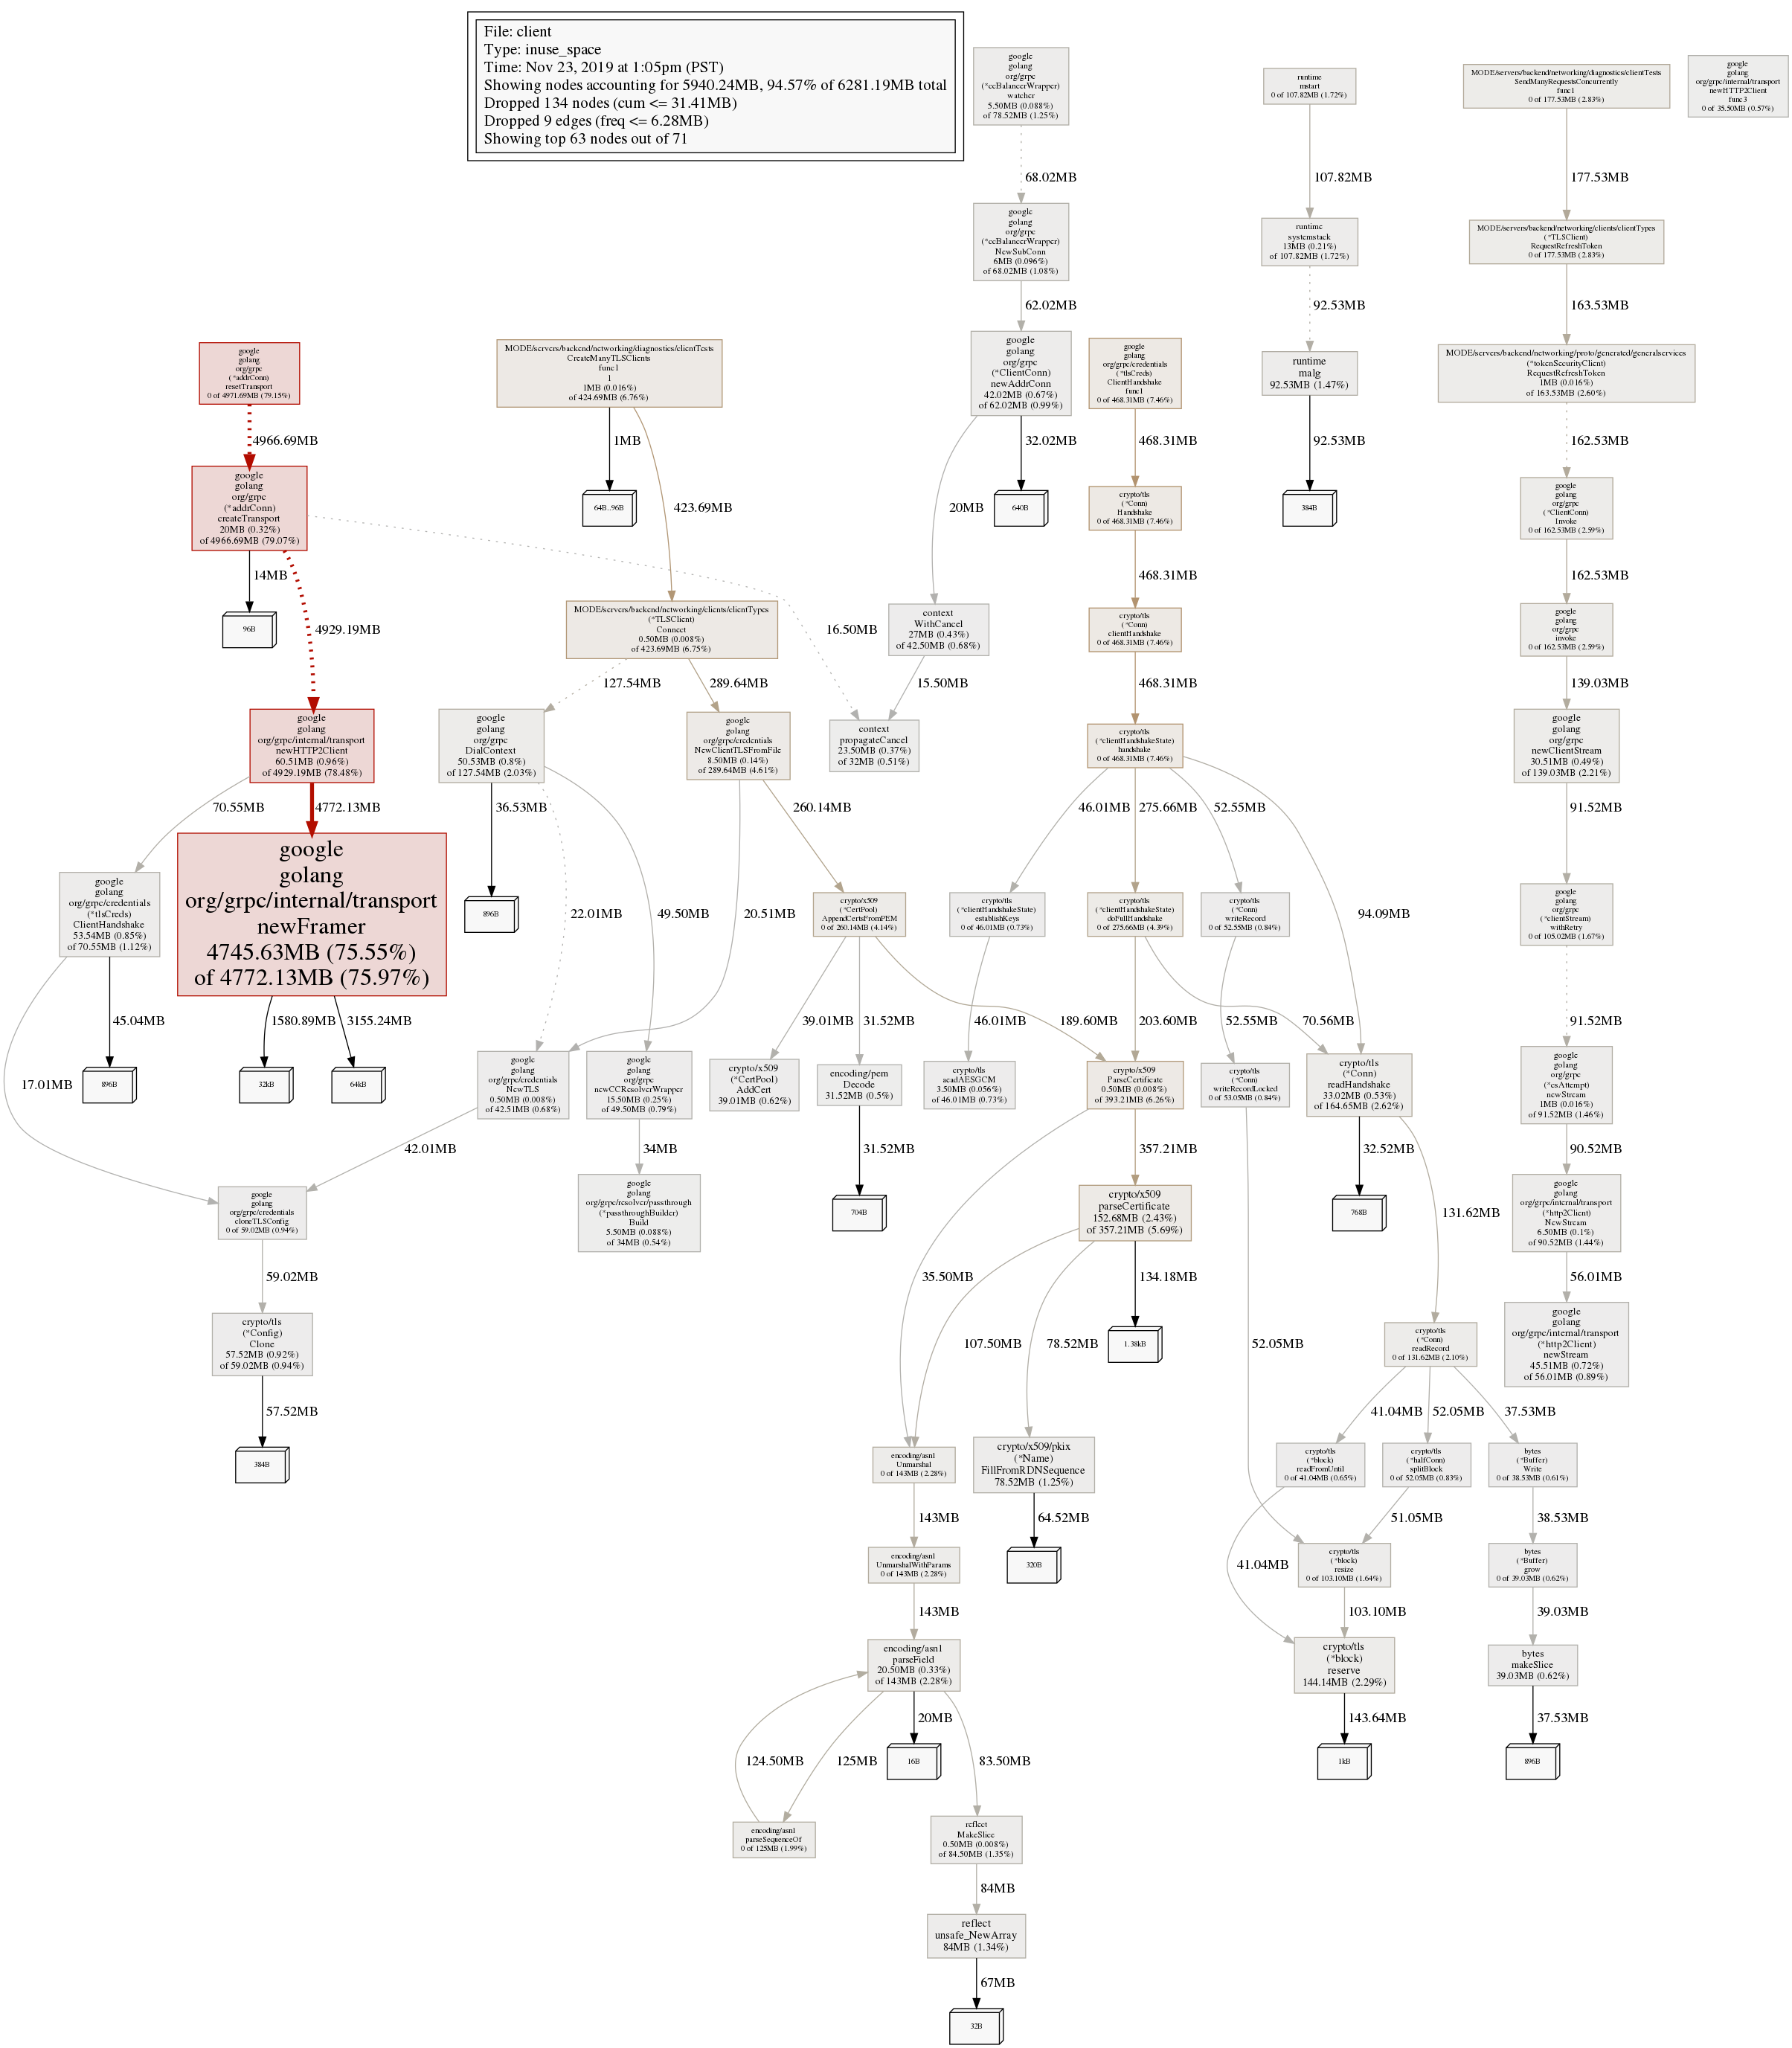 File: client
Type: inuse_space
Time: Nov 23, 2019 at 1:05pm (PST)
Showing nodes accounting for 5940.24MB, 94.57% of 6281.19MB total
Dropped 134 nodes (cum <= 31.41MB)
Dropped 9 edges (freq <= 6.28MB)
Showing top 63 nodes out of 71
google
golang
org/grpc
(*ccBalancerWrapper)
watcher
5.50MB (0.088%)
of 78.52MB (1.25%)
runtime
mstart
0 of 107.82MB (1.72%)
MODE/servers/backend/networking/diagnostics/clientTests
SendManyRequestsConcurrently
func1
0 of 177.53MB (2.83%)
google
golang
org/grpc/internal/transport
newHTTP2Client
func3
0 of 35.50MB (0.57%)
68.02MB
107.82MB
177.53MB
google
golang
org/grpc
(*ccBalancerWrapper)
NewSubConn
6MB (0.096%)
of 68.02MB (1.08%)
runtime
systemstack
13MB (0.21%)
of 107.82MB (1.72%)
MODE/servers/backend/networking/clients/clientTypes
(*TLSClient)
RequestRefreshToken
0 of 177.53MB (2.83%)
62.02MB
92.53MB
163.53MB
google
golang
org/grpc
(*addrConn)
resetTransport
0 of 4971.69MB (79.15%)
MODE/servers/backend/networking/diagnostics/clientTests
CreateManyTLSClients
func1
1
1MB (0.016%)
of 424.69MB (6.76%)
google
golang
org/grpc
(*ClientConn)
newAddrConn
42.02MB (0.67%)
of 62.02MB (0.99%)
google
golang
org/grpc/credentials
(*tlsCreds)
ClientHandshake
func1
0 of 468.31MB (7.46%)
runtime
malg
92.53MB (1.47%)
MODE/servers/backend/networking/proto/generated/generalservices
(*tokenSecurityClient)
RequestRefreshToken
1MB (0.016%)
of 163.53MB (2.60%)
4966.69MB
1MB
423.69MB
20MB
32.02MB
468.31MB
92.53MB
162.53MB
google
golang
org/grpc
(*addrConn)
createTransport
20MB (0.32%)
of 4966.69MB (79.07%)
64B..96B
640B
crypto/tls
(*Conn)
Handshake
0 of 468.31MB (7.46%)
384B
google
golang
org/grpc
(*ClientConn)
Invoke
0 of 162.53MB (2.59%)
14MB
4929.19MB
16.50MB
468.31MB
162.53MB
96B
MODE/servers/backend/networking/clients/clientTypes
(*TLSClient)
Connect
0.50MB (0.008%)
of 423.69MB (6.75%)
context
WithCancel
27MB (0.43%)
of 42.50MB (0.68%)
crypto/tls
(*Conn)
clientHandshake
0 of 468.31MB (7.46%)
google
golang
org/grpc
invoke
0 of 162.53MB (2.59%)
127.54MB
289.64MB
15.50MB
468.31MB
139.03MB
google
golang
org/grpc/internal/transport
newHTTP2Client
60.51MB (0.96%)
of 4929.19MB (78.48%)
google
golang
org/grpc
DialContext
50.53MB (0.8%)
of 127.54MB (2.03%)
google
golang
org/grpc/credentials
NewClientTLSFromFile
8.50MB (0.14%)
of 289.64MB (4.61%)
context
propagateCancel
23.50MB (0.37%)
of 32MB (0.51%)
crypto/tls
(*clientHandshakeState)
handshake
0 of 468.31MB (7.46%)
google
golang
org/grpc
newClientStream
30.51MB (0.49%)
of 139.03MB (2.21%)
70.55MB
4772.13MB
36.53MB
22.01MB
49.50MB
20.51MB
260.14MB
46.01MB
275.66MB
52.55MB
94.09MB
91.52MB
google
golang
org/grpc/credentials
(*tlsCreds)
ClientHandshake
53.54MB (0.85%)
of 70.55MB (1.12%)
google
golang
org/grpc/internal/transport
newFramer
4745.63MB (75.55%)
of 4772.13MB (75.97%)
896B
crypto/x509
(*CertPool)
AppendCertsFromPEM
0 of 260.14MB (4.14%)
crypto/tls
(*clientHandshakeState)
establishKeys
0 of 46.01MB (0.73%)
crypto/tls
(*clientHandshakeState)
doFullHandshake
0 of 275.66MB (4.39%)
crypto/tls
(*Conn)
writeRecord
0 of 52.55MB (0.84%)
google
golang
org/grpc
(*clientStream)
withRetry
0 of 105.02MB (1.67%)
17.01MB
45.04MB
1580.89MB
3155.24MB
39.01MB
31.52MB
189.60MB
46.01MB
203.60MB
70.56MB
52.55MB
91.52MB
896B
32kB
64kB
google
golang
org/grpc/credentials
NewTLS
0.50MB (0.008%)
of 42.51MB (0.68%)
google
golang
org/grpc
newCCResolverWrapper
15.50MB (0.25%)
of 49.50MB (0.79%)
crypto/x509
(*CertPool)
AddCert
39.01MB (0.62%)
encoding/pem
Decode
31.52MB (0.5%)
crypto/tls
aeadAESGCM
3.50MB (0.056%)
of 46.01MB (0.73%)
crypto/x509
ParseCertificate
0.50MB (0.008%)
of 393.21MB (6.26%)
crypto/tls
(*Conn)
writeRecordLocked
0 of 53.05MB (0.84%)
crypto/tls
(*Conn)
readHandshake
33.02MB (0.53%)
of 164.65MB (2.62%)
google
golang
org/grpc
(*csAttempt)
newStream
1MB (0.016%)
of 91.52MB (1.46%)
42.01MB
34MB
31.52MB
357.21MB
32.52MB
131.62MB
90.52MB
google
golang
org/grpc/credentials
cloneTLSConfig
0 of 59.02MB (0.94%)
google
golang
org/grpc/resolver/passthrough
(*passthroughBuilder)
Build
5.50MB (0.088%)
of 34MB (0.54%)
704B
crypto/x509
parseCertificate
152.68MB (2.43%)
of 357.21MB (5.69%)
768B
google
golang
org/grpc/internal/transport
(*http2Client)
NewStream
6.50MB (0.1%)
of 90.52MB (1.44%)
59.02MB
35.50MB
107.50MB
78.52MB
134.18MB
52.05MB
56.01MB
crypto/tls
(*Config)
Clone
57.52MB (0.92%)
of 59.02MB (0.94%)
1.38kB
crypto/tls
(*Conn)
readRecord
0 of 131.62MB (2.10%)
google
golang
org/grpc/internal/transport
(*http2Client)
newStream
45.51MB (0.72%)
of 56.01MB (0.89%)
57.52MB
41.04MB
52.05MB
37.53MB
384B
encoding/asn1
Unmarshal
0 of 143MB (2.28%)
crypto/x509/pkix
(*Name)
FillFromRDNSequence
78.52MB (1.25%)
crypto/tls
(*block)
readFromUntil
0 of 41.04MB (0.65%)
crypto/tls
(*halfConn)
splitBlock
0 of 52.05MB (0.83%)
bytes
(*Buffer)
Write
0 of 38.53MB (0.61%)
143MB
64.52MB
41.04MB
51.05MB
38.53MB
encoding/asn1
UnmarshalWithParams
0 of 143MB (2.28%)
320B
crypto/tls
(*block)
resize
0 of 103.10MB (1.64%)
bytes
(*Buffer)
grow
0 of 39.03MB (0.62%)
143MB
103.10MB
39.03MB
encoding/asn1
parseField
20.50MB (0.33%)
of 143MB (2.28%)
crypto/tls
(*block)
reserve
144.14MB (2.29%)
bytes
makeSlice
39.03MB (0.62%)
124.50MB
125MB
20MB
83.50MB
143.64MB
37.53MB
16B
1kB
896B
encoding/asn1
parseSequenceOf
0 of 125MB (1.99%)
reflect
MakeSlice
0.50MB (0.008%)
of 84.50MB (1.35%)
84MB
reflect
unsafe_NewArray
84MB (1.34%)
67MB
32B